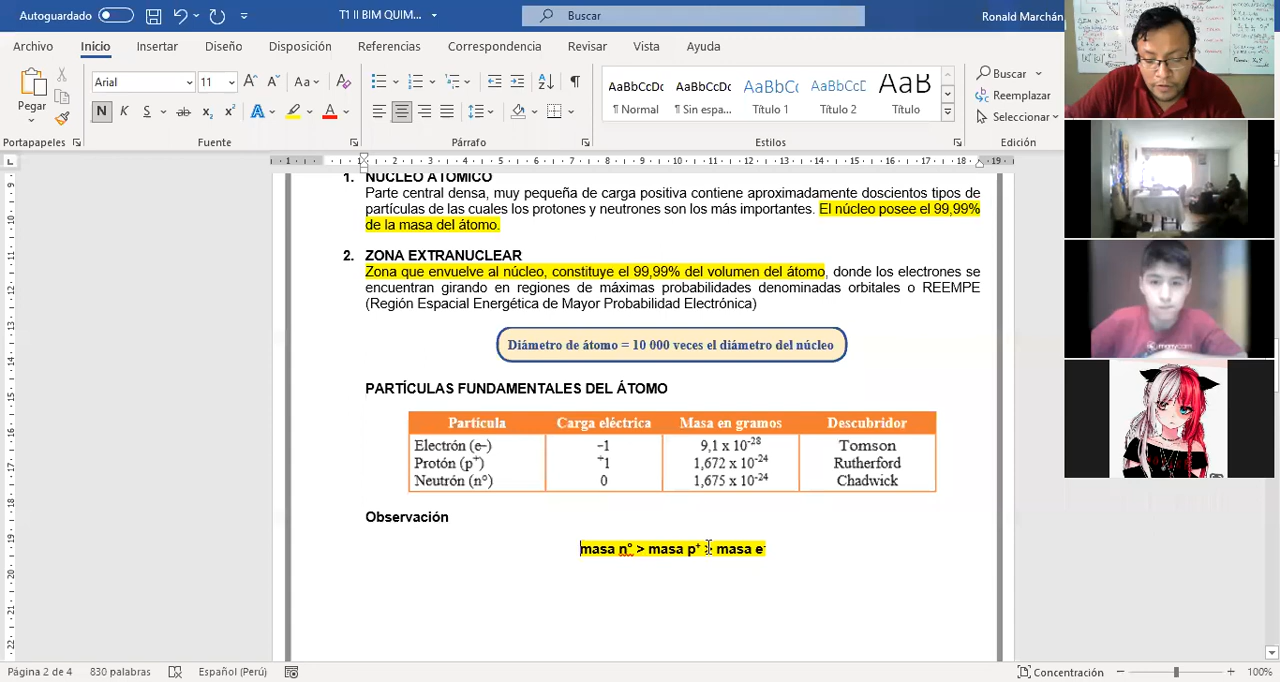 Autoguardado
T1 II BIM QUIM...
Buscar
Ronald Marchán
Archivo Inicio Insertar Diseño Disposición Referencias Correspondencia Revisar Vista Ayuda
Pegar
Arial 11
N K S ab x₂ x² A A
Aa
AaBbCcDc AaBbCcDc AaBbCc AaBbCcD AaB
¶ Normal ¶ Sin espa... Título 1 Título 2 Título
Buscar
Reemplazar
Seleccionar
Portapapeles Fuente Párrafo Estilos Edición
1. NÚCLEO ATÓMICO
Parte central densa, muy pequeña de carga positiva contiene aproximadamente doscientos tipos de
partículas de las cuales los protones y neutrones son los más importantes. El núcleo posee el 99,99%
de la masa del átomo.
2. ZONA EXTRANUCLEAR
Zona que envuelve al núcleo, constituye el 99,99% del volumen del átomo, donde los electrones se
encuentran girando en regiones de máximas probabilidades denominadas orbitales o REEMPE
(Región Espacial Energética de Mayor Probabilidad Electrónica)
Diámetro de átomo = 10 000 veces el diámetro del núcleo
PARTÍCULAS FUNDAMENTALES DEL ÁTOMO
Partícula Carga eléctrica Masa en gramos Descubridor
Electrón (e–) –1 9,1 x 10⁻²⁸ Tomson
Protón (p⁺) ⁺1 1,672 x 10⁻²⁴ Rutherford
Neutrón (n°) 0 1,675 x 10⁻²⁴ Chadwick
Observación
masa n° > masa p⁺ > masa e⁻
Página 2 de 4 830 palabras Español (Perú) Concentración 100%